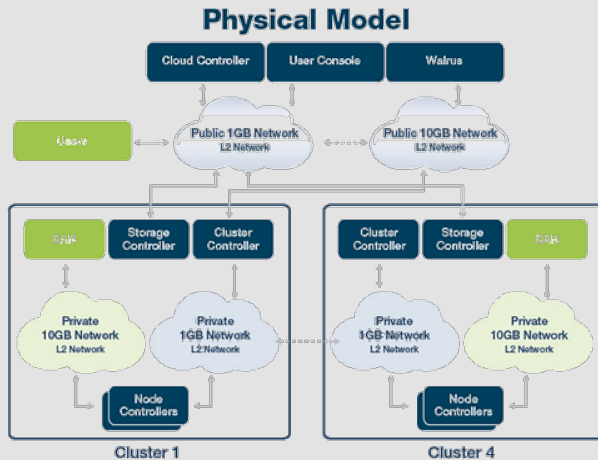 Physical Model
Cloud Controller
User Console
Walrus
Public 1GB Network
L2 Network
Public 10GB Network
L2 Network
Storage
Controller
Cluster
Controller
Cluster
Controller
Storage
Controller
Private
10GB Network
L2 Network
Private
1GB Network
L2 Network
Private
1GB Network
L2 Network
Private
10GB Network
L2 Network
Node
Controllers
Node
Controllers
Cluster 1
Cluster 4